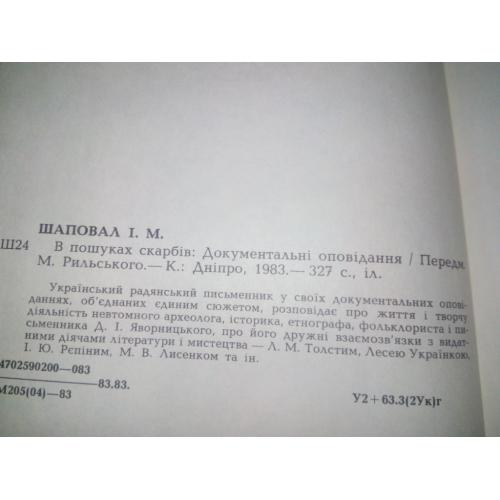 ШАПОВАЛ І. М.
Ш24 В пошуках скарбів: Документальні оповідання / Передм.
М. Рильського.— К.: Дніпро, 1983.— 327 с., іл.
Український радянський письменник у своїх документальних опові-
даннях, об'єднаних єдиним сюжетом, розповідає про життя і творчу
діяльність невтомного археолога, історика, етнографа, фольклориста і пи-
сьменника Д. І. Яворницького, про його дружні взаємозв'язки з видат-
ними діячами літератури і мистецтва — Л. М. Толстим, Лесею Українкою,
І. Ю. Рєпіним, М. В. Лисенком та ін.
4702590200—083
83.83.
М205(04)—83
У2+63.3(2Ук)г